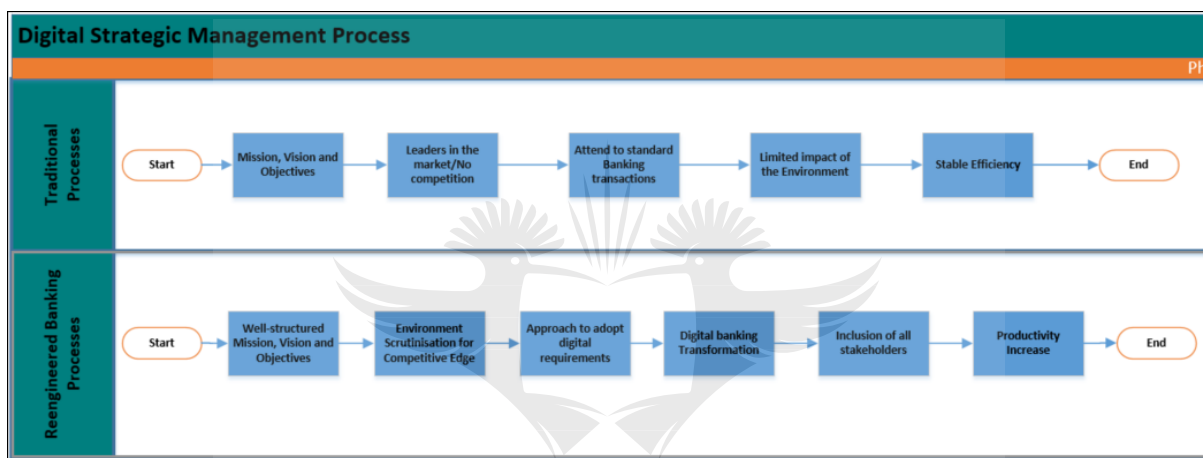 Digital Strategic Management Process
Ph
Traditional
Processes
Start
Mission, Vision and
Objectives
Leaders in the
market/No
competition
Attend to standard
Banking
transactions
Limited impact of
the Environment
Stable Efficiency
End
Reengineered Banking
Processes
Start
Well-structured
Mission, Vision and
Objectives
Environment
Scrutinisation for
Competitive Edge
Approach to adopt
digital
requirements
Digital banking
Transformation
Inclusion of all
stakeholders
Productivity
Increase
End